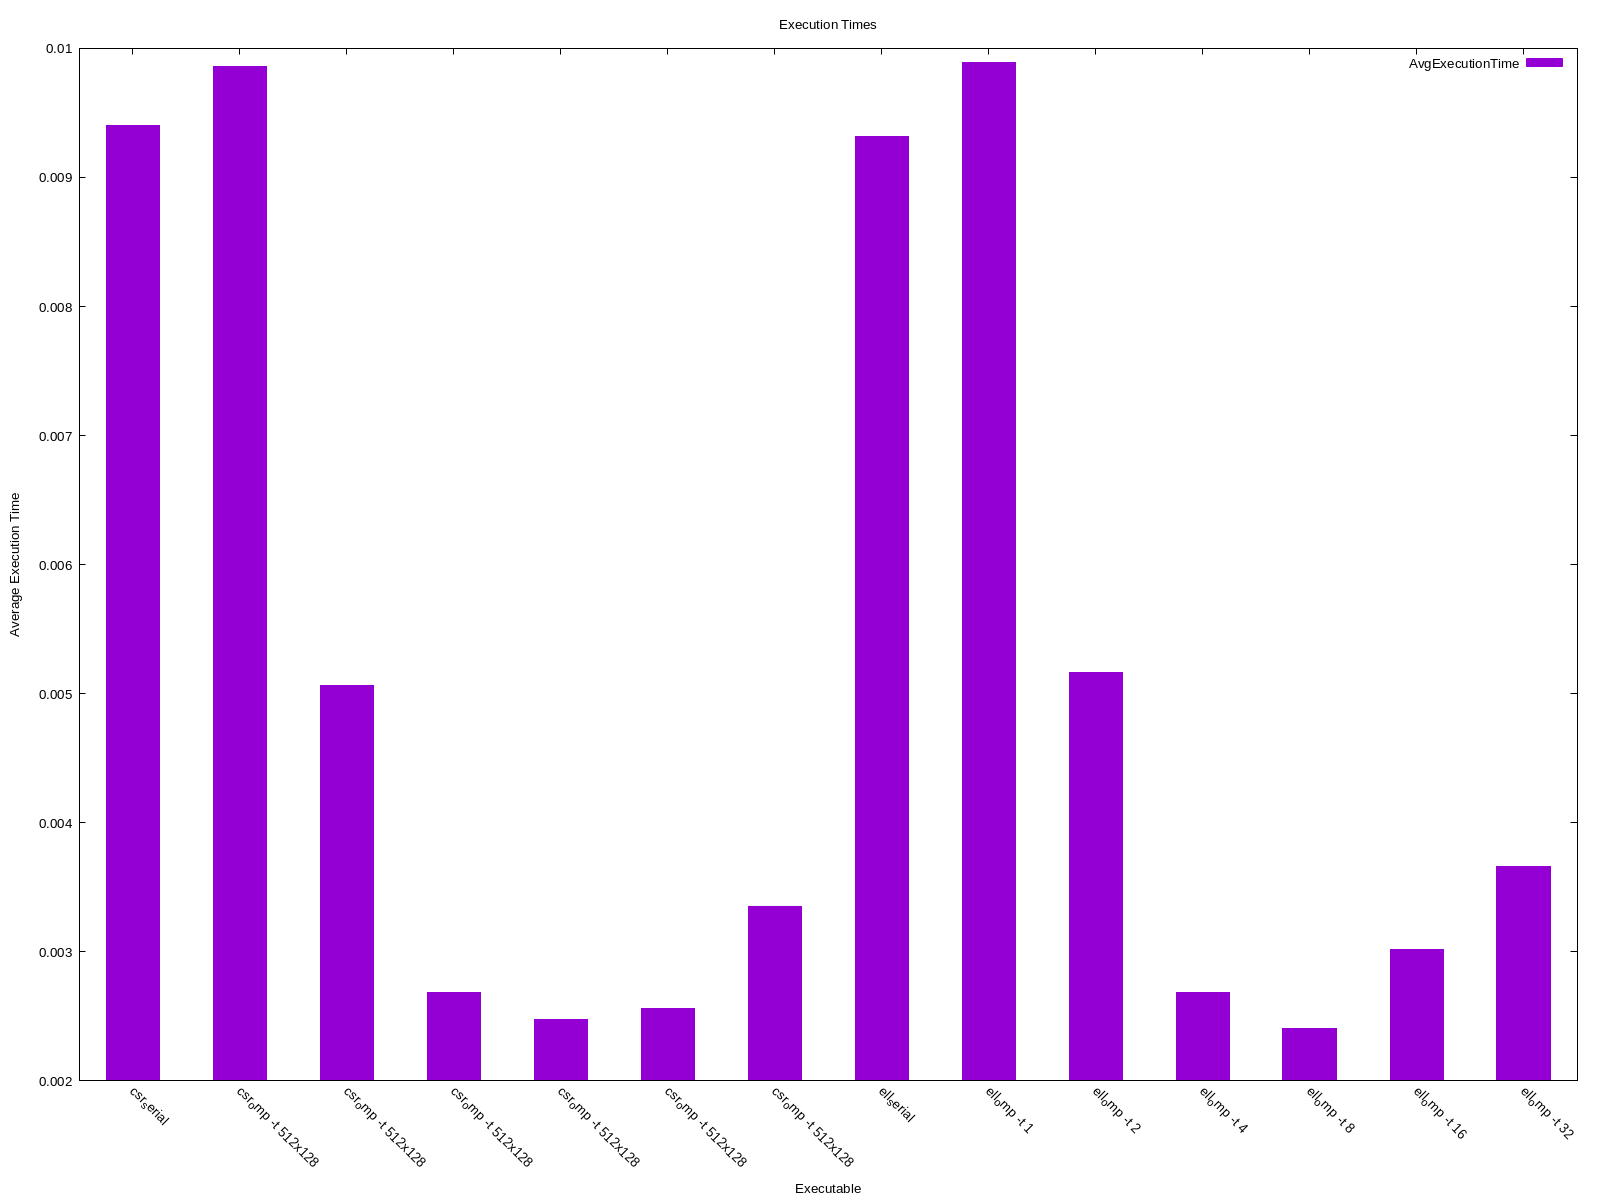 Execution Times
AvgExecutionTime
0.01
0.009
0.008
0.007
0.006
0.005
0.004
0.003
0.002
Average Execution Time
csrserial
csromp -t 512x128
csromp -t 512x128
csromp -t 512x128
csromp -t 512x128
csromp -t 512x128
csromp -t 512x128
ellserial
ellomp -t 1
ellomp -t 2
ellomp -t 4
ellomp -t 8
ellomp -t 16
ellomp -t 32
Executable